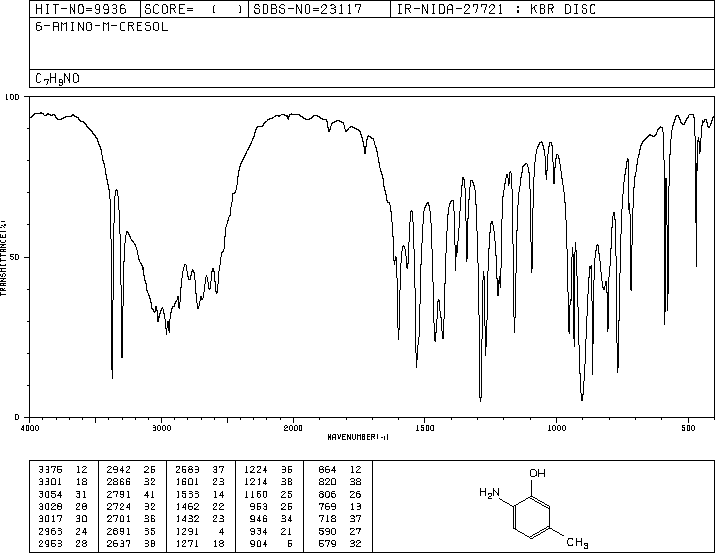 HIT-NO=9936 SCORE= ( ) SDBS-NO=23117 IR-NIDA-27721 : KBR DISC
6-AMINO-M-CRESOL
C7H9NO
100
50
0
TRANSMITTANCE(%)
4000 3000 2000 1500 1000 500
WAVENUMBER(-1)
3376 12 2942 26 2583 37 1224 36 864 12
3301 18 2866 32 1601 23 1214 38 820 38
3054 31 2791 41 1533 14 1160 25 806 26
3028 28 2724 32 1462 22 953 25 769 13
3017 30 2701 36 1432 23 946 34 718 37
2963 24 2691 35 1291 4 934 21 590 27
2953 28 2637 38 1271 18 904 5 579 32
OH
H2N
CH3